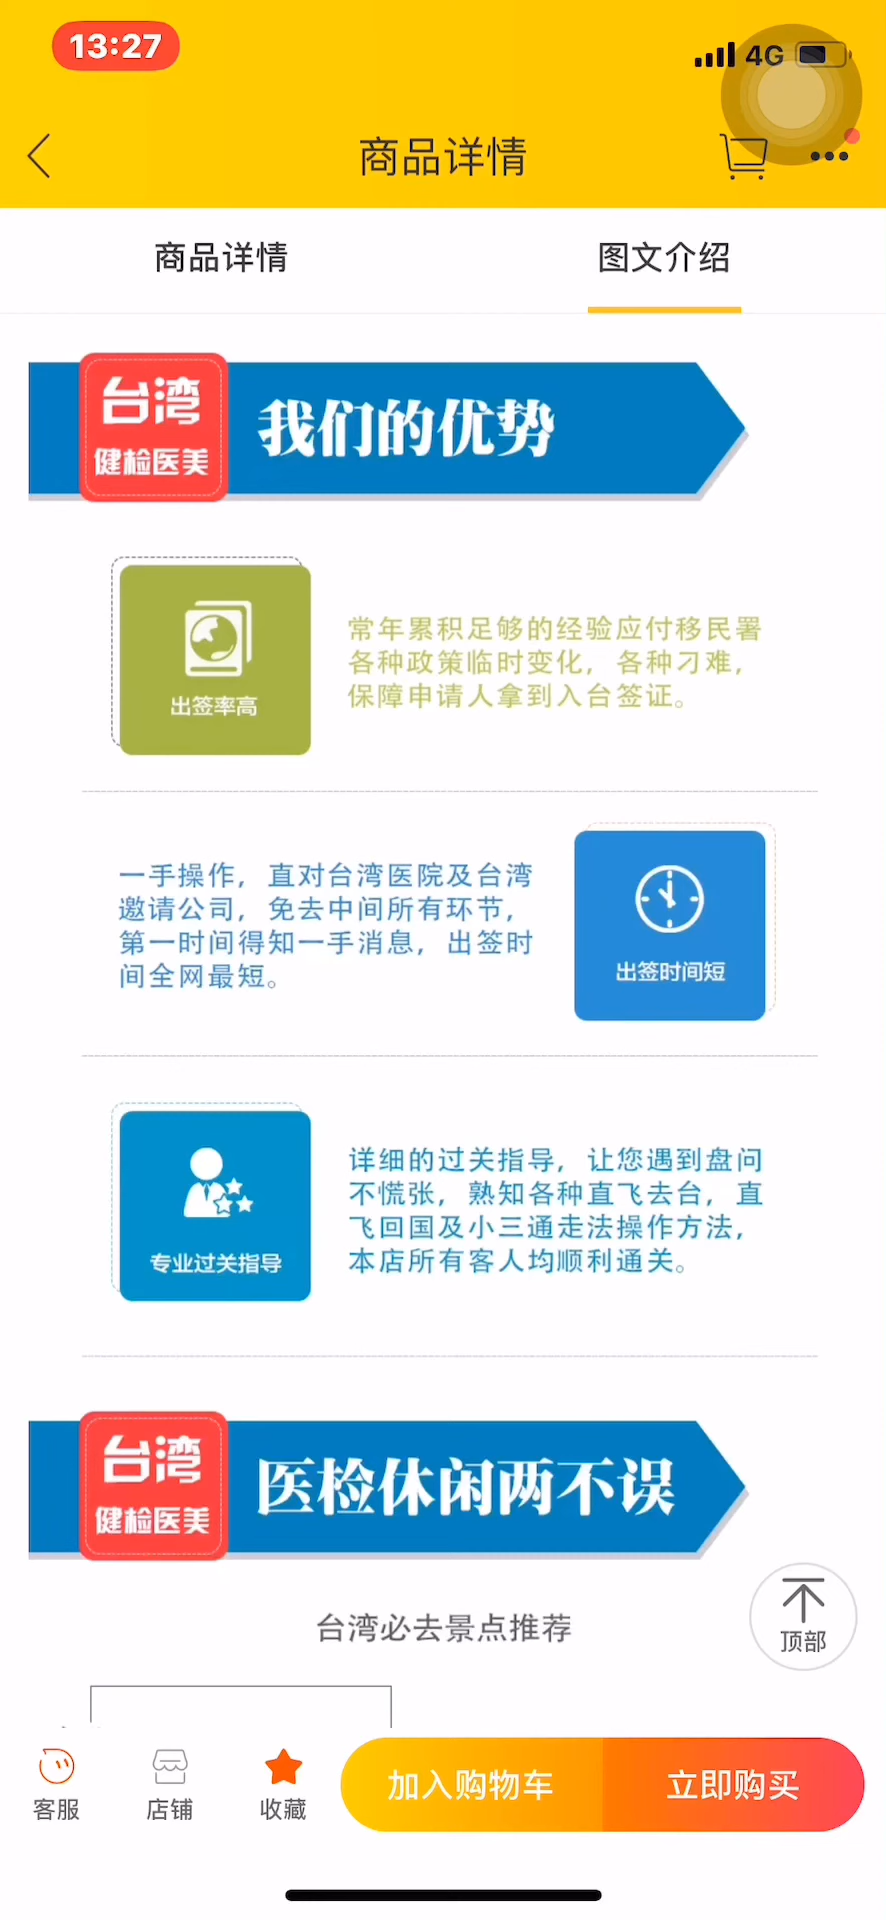 13:27
4G
商品详情
商品详情
图文介绍
台湾
健检医美
我们的优势
出签率高
常年累积足够的经验应付移民署
各种政策临时变化，各种刁难，
保障申请人拿到入台签证。
一手操作，直对台湾医院及台湾
邀请公司，免去中间所有环节，
第一时间得知一手消息，出签时
间全网最短。
出签时间短
专业过关指导
详细的过关指导，让您遇到盘问
不慌张，熟知各种直飞去台，直
飞回国及小三通走法操作方法，
本店所有客人均顺利通关。
台湾
健检医美
医检休闲两不误
台湾必去景点推荐
顶部
客服
店铺
收藏
加入购物车
立即购买